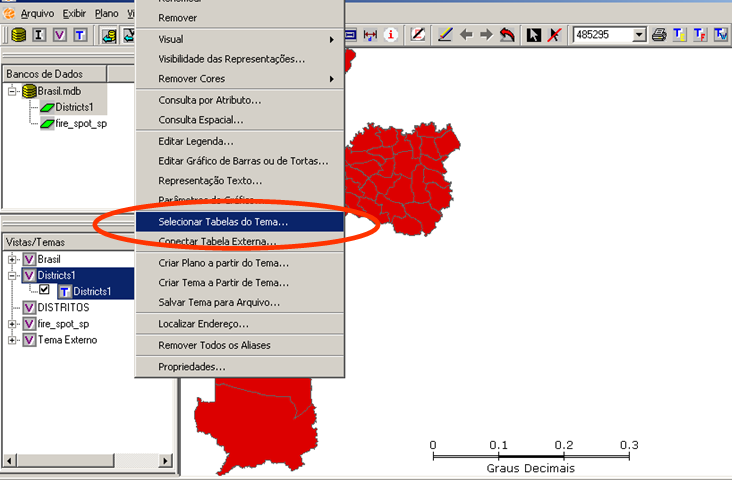 Arquivo Exibir Plano
Remover
Visual
Visibilidade das Representações...
Remover Cores
Consulta por Atributo...
Consulta Espacial...
Editar Legenda...
Editar Gráfico de Barras ou de Tortas...
Representação Texto...
Parâmetros do Gráfico...
Selecionar Tabelas do Tema...
Conectar Tabela Externa...
Criar Plano a partir do Tema...
Criar Tema a Partir de Tema...
Salvar Tema para Arquivo...
Localizar Endereço...
Remover Todos os Aliases
Propriedades...
485295
Bancos de Dados
Brasil.mdb
Districts1
fire_spot_sp
Vistas/Temas
Brasil
Districts1
Districts1
DISTRITOS
fire_spot_sp
Tema Externo
0 0.1 0.2 0.3
Graus Decimais